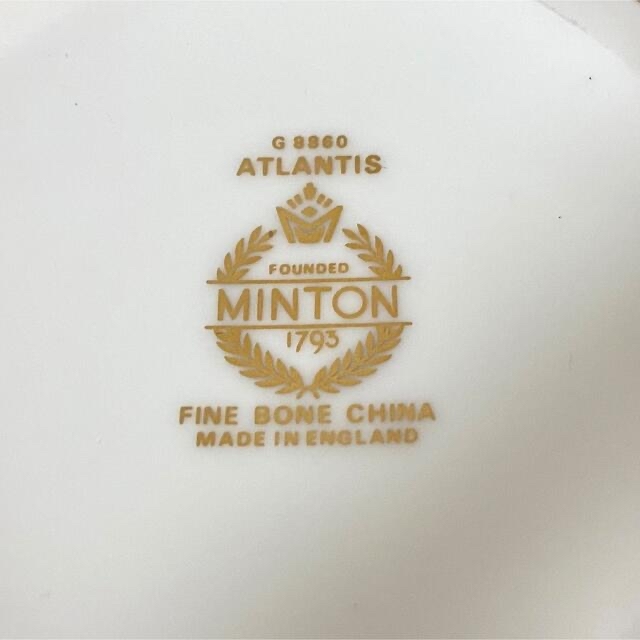 G 8860
ATLANTIS
FOUNDED
MINTON
1793
FINE BONE CHINA
MADE IN ENGLAND